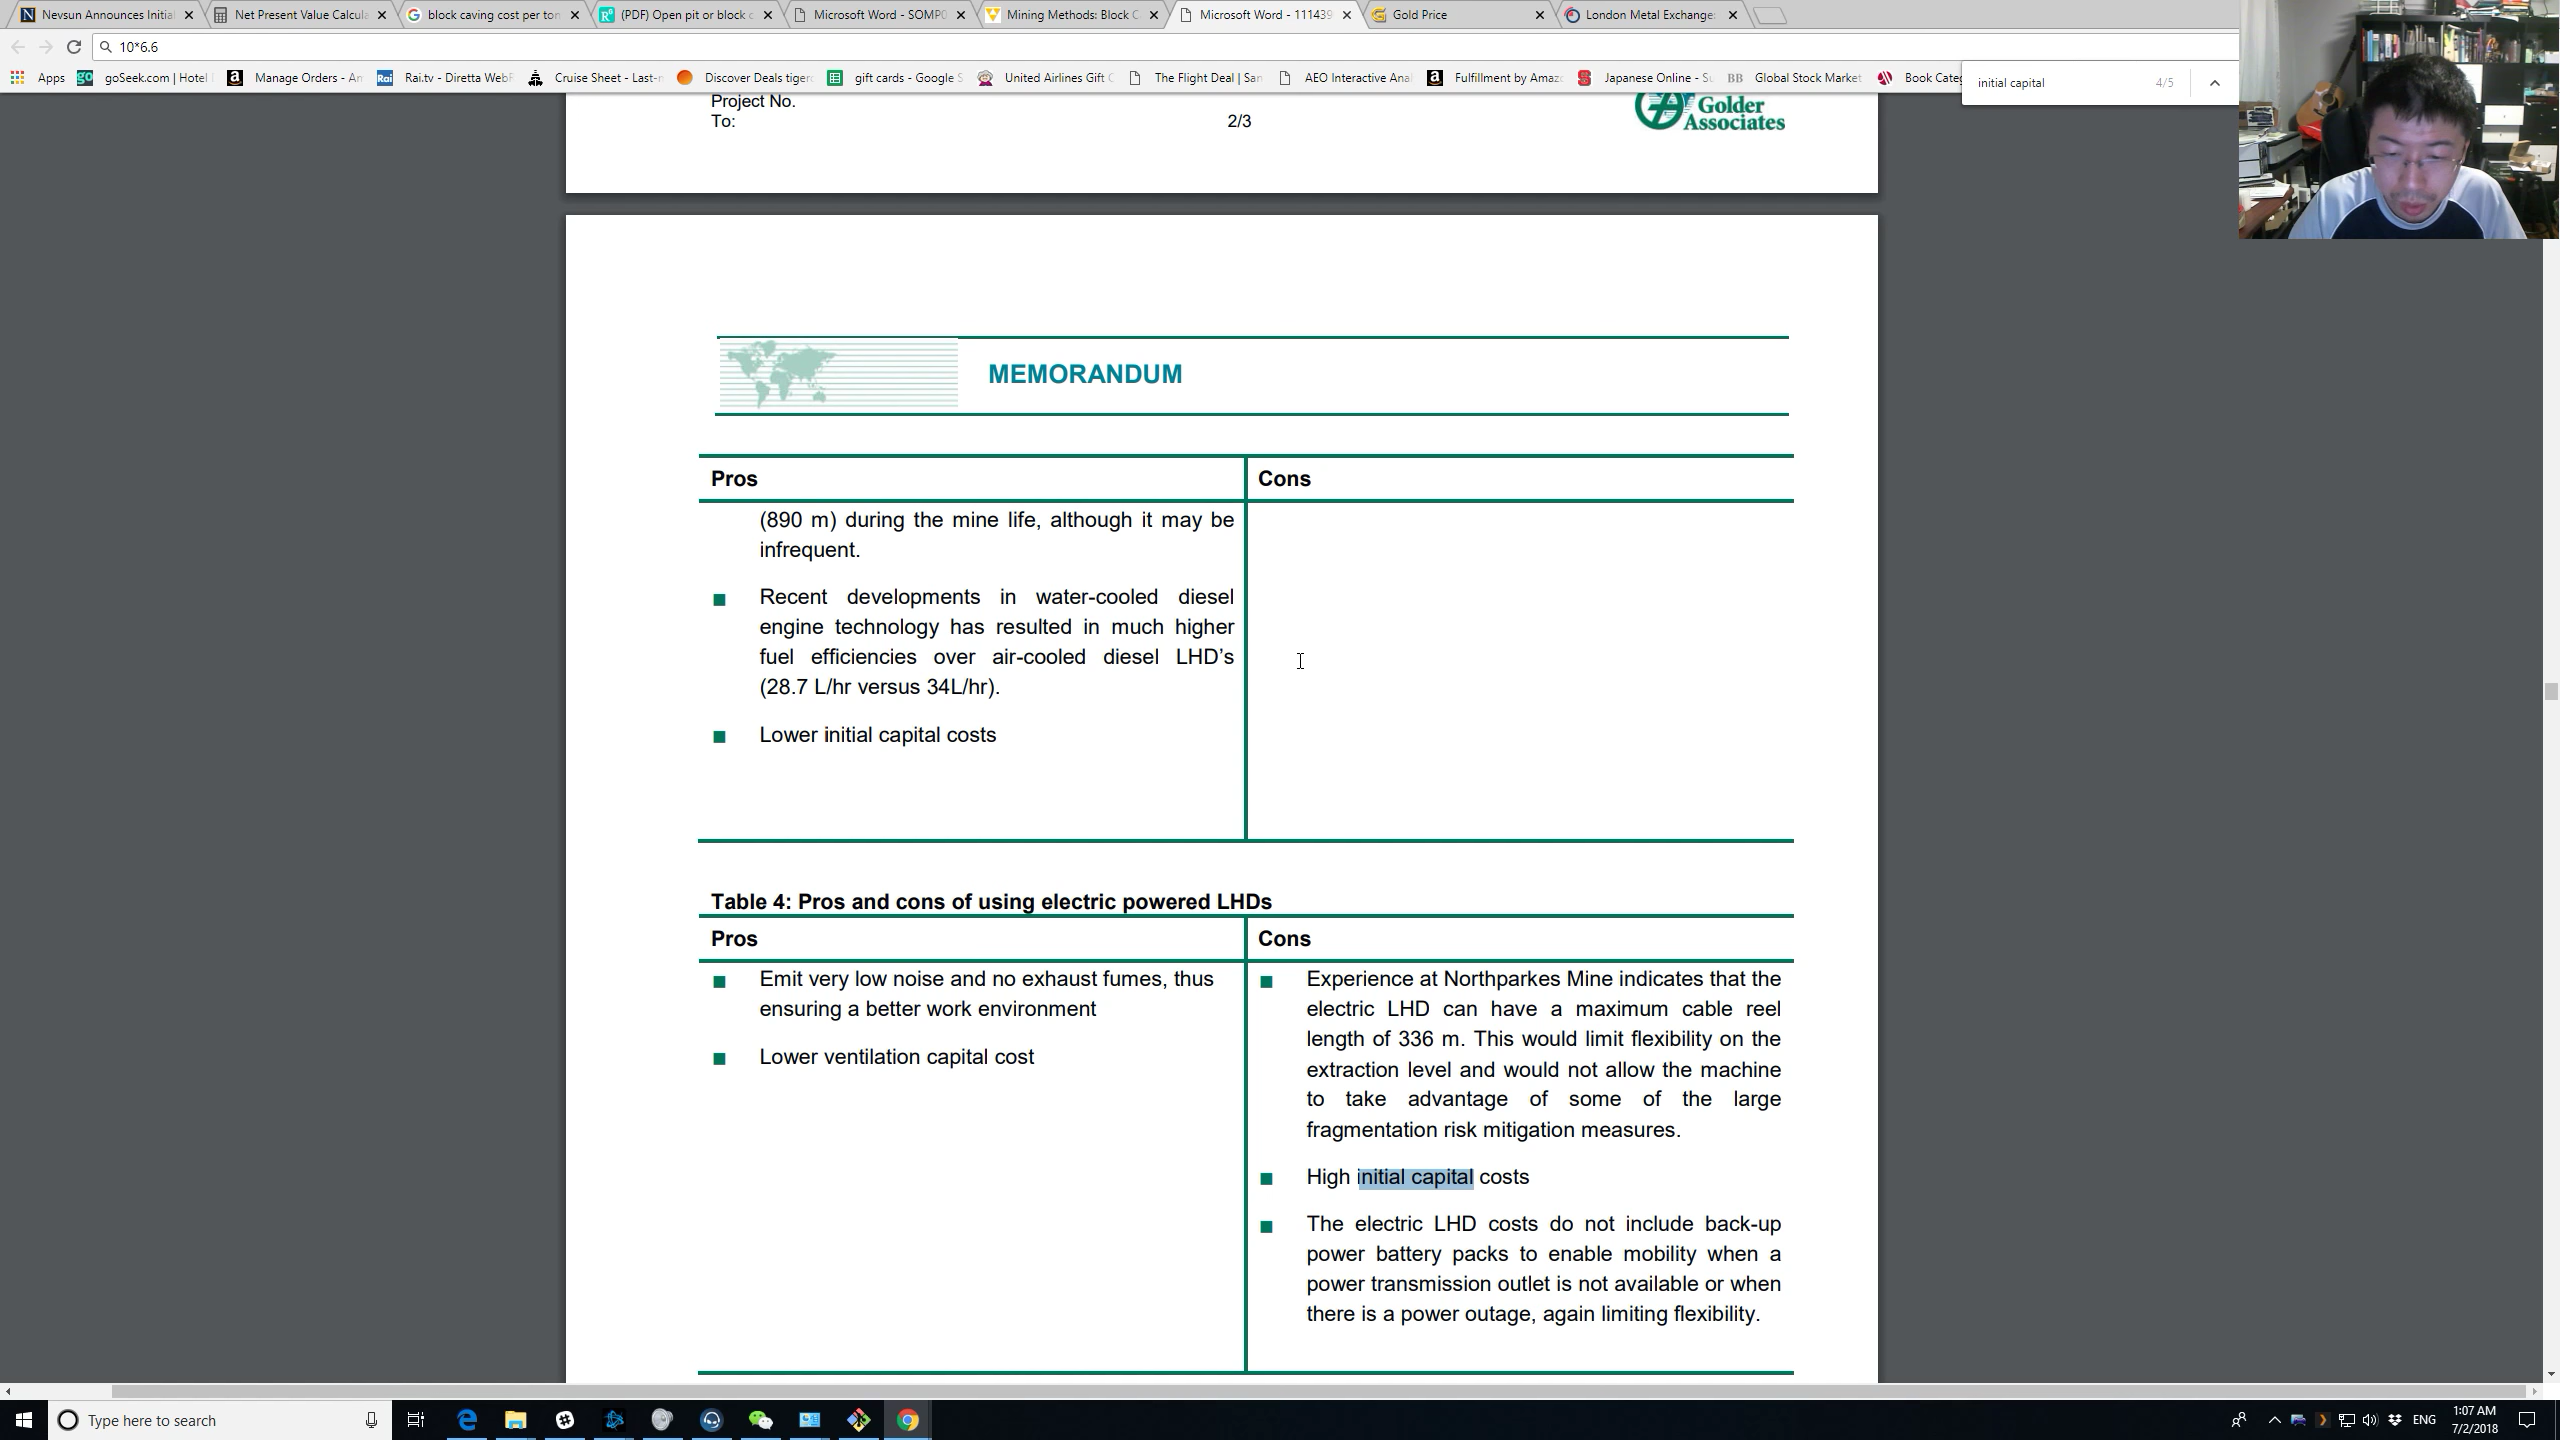 Nevsun Announces Initia
Net Present Value Calcula
block caving cost per ton
(PDF) Open pit or block c
Microsoft Word - SOMPO
Mining Methods: Block C
Microsoft Word - 111439
Gold Price
London Metal Exchange:
10*6.6
Apps
goSeek.com | Hotel
Manage Orders - Am
Rai.tv - Diretta WebF
Cruise Sheet - Last-m
Discover Deals tiger
gift cards - Google S
United Airlines Gift C
The Flight Deal | San
AEO Interactive Ana
Fulfillment by Amaz
Japanese Online - Su
BB Global Stock Market
Book Categ
initial capital 4/5
Project No.
To:
2/3
Golder
Associates
MEMORANDUM
Pros
Cons
(890 m) during the mine life, although it may be
infrequent.
Recent developments in water-cooled diesel
engine technology has resulted in much higher
fuel efficiencies over air-cooled diesel LHD's
(28.7 L/hr versus 34L/hr).
Lower initial capital costs
Table 4: Pros and cons of using electric powered LHDs
Pros
Cons
Emit very low noise and no exhaust fumes, thus
ensuring a better work environment
Lower ventilation capital cost
Experience at Northparkes Mine indicates that the
electric LHD can have a maximum cable reel
length of 336 m. This would limit flexibility on the
extraction level and would not allow the machine
to take advantage of some of the large
fragmentation risk mitigation measures.
High initial capital costs
The electric LHD costs do not include back-up
power battery packs to enable mobility when a
power transmission outlet is not available or when
there is a power outage, again limiting flexibility.
Type here to search
ENG
1:07 AM
7/2/2018